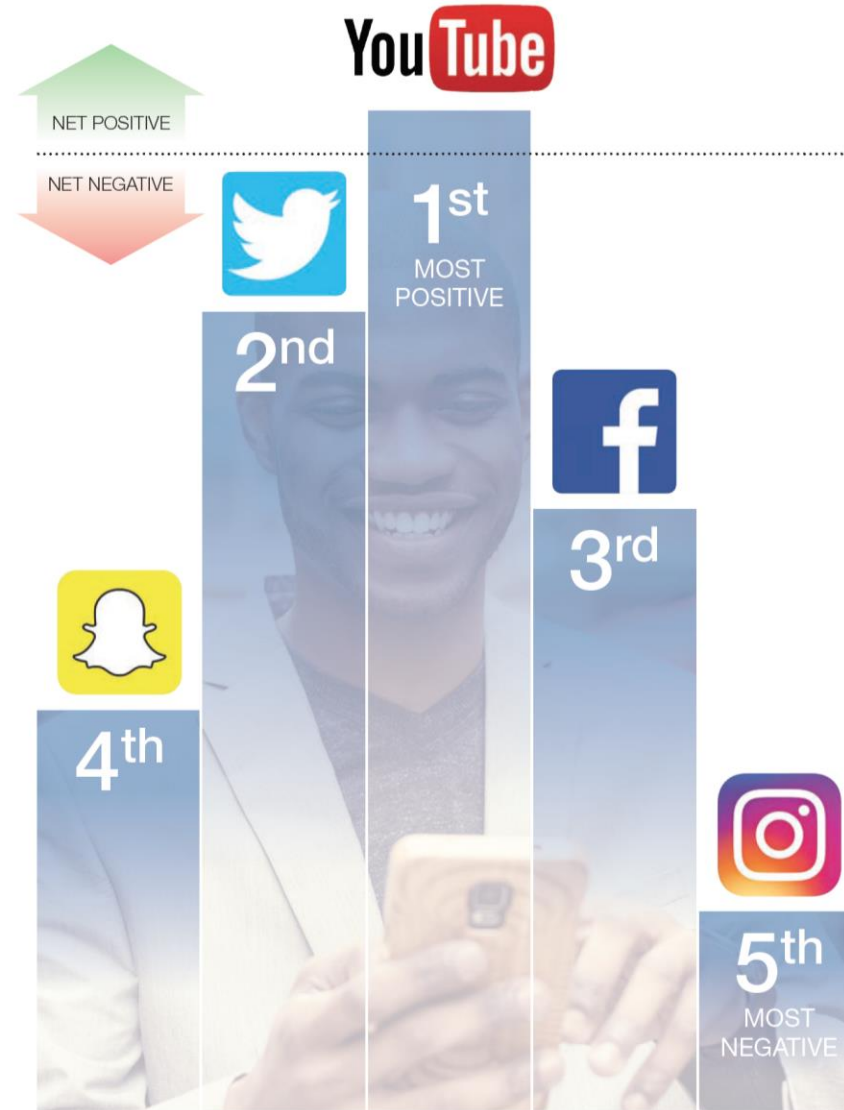 YouTube
NET POSITIVE
NET NEGATIVE
1st
MOST
POSITIVE
2nd
f
3rd
4th
5th
MOST
NEGATIVE